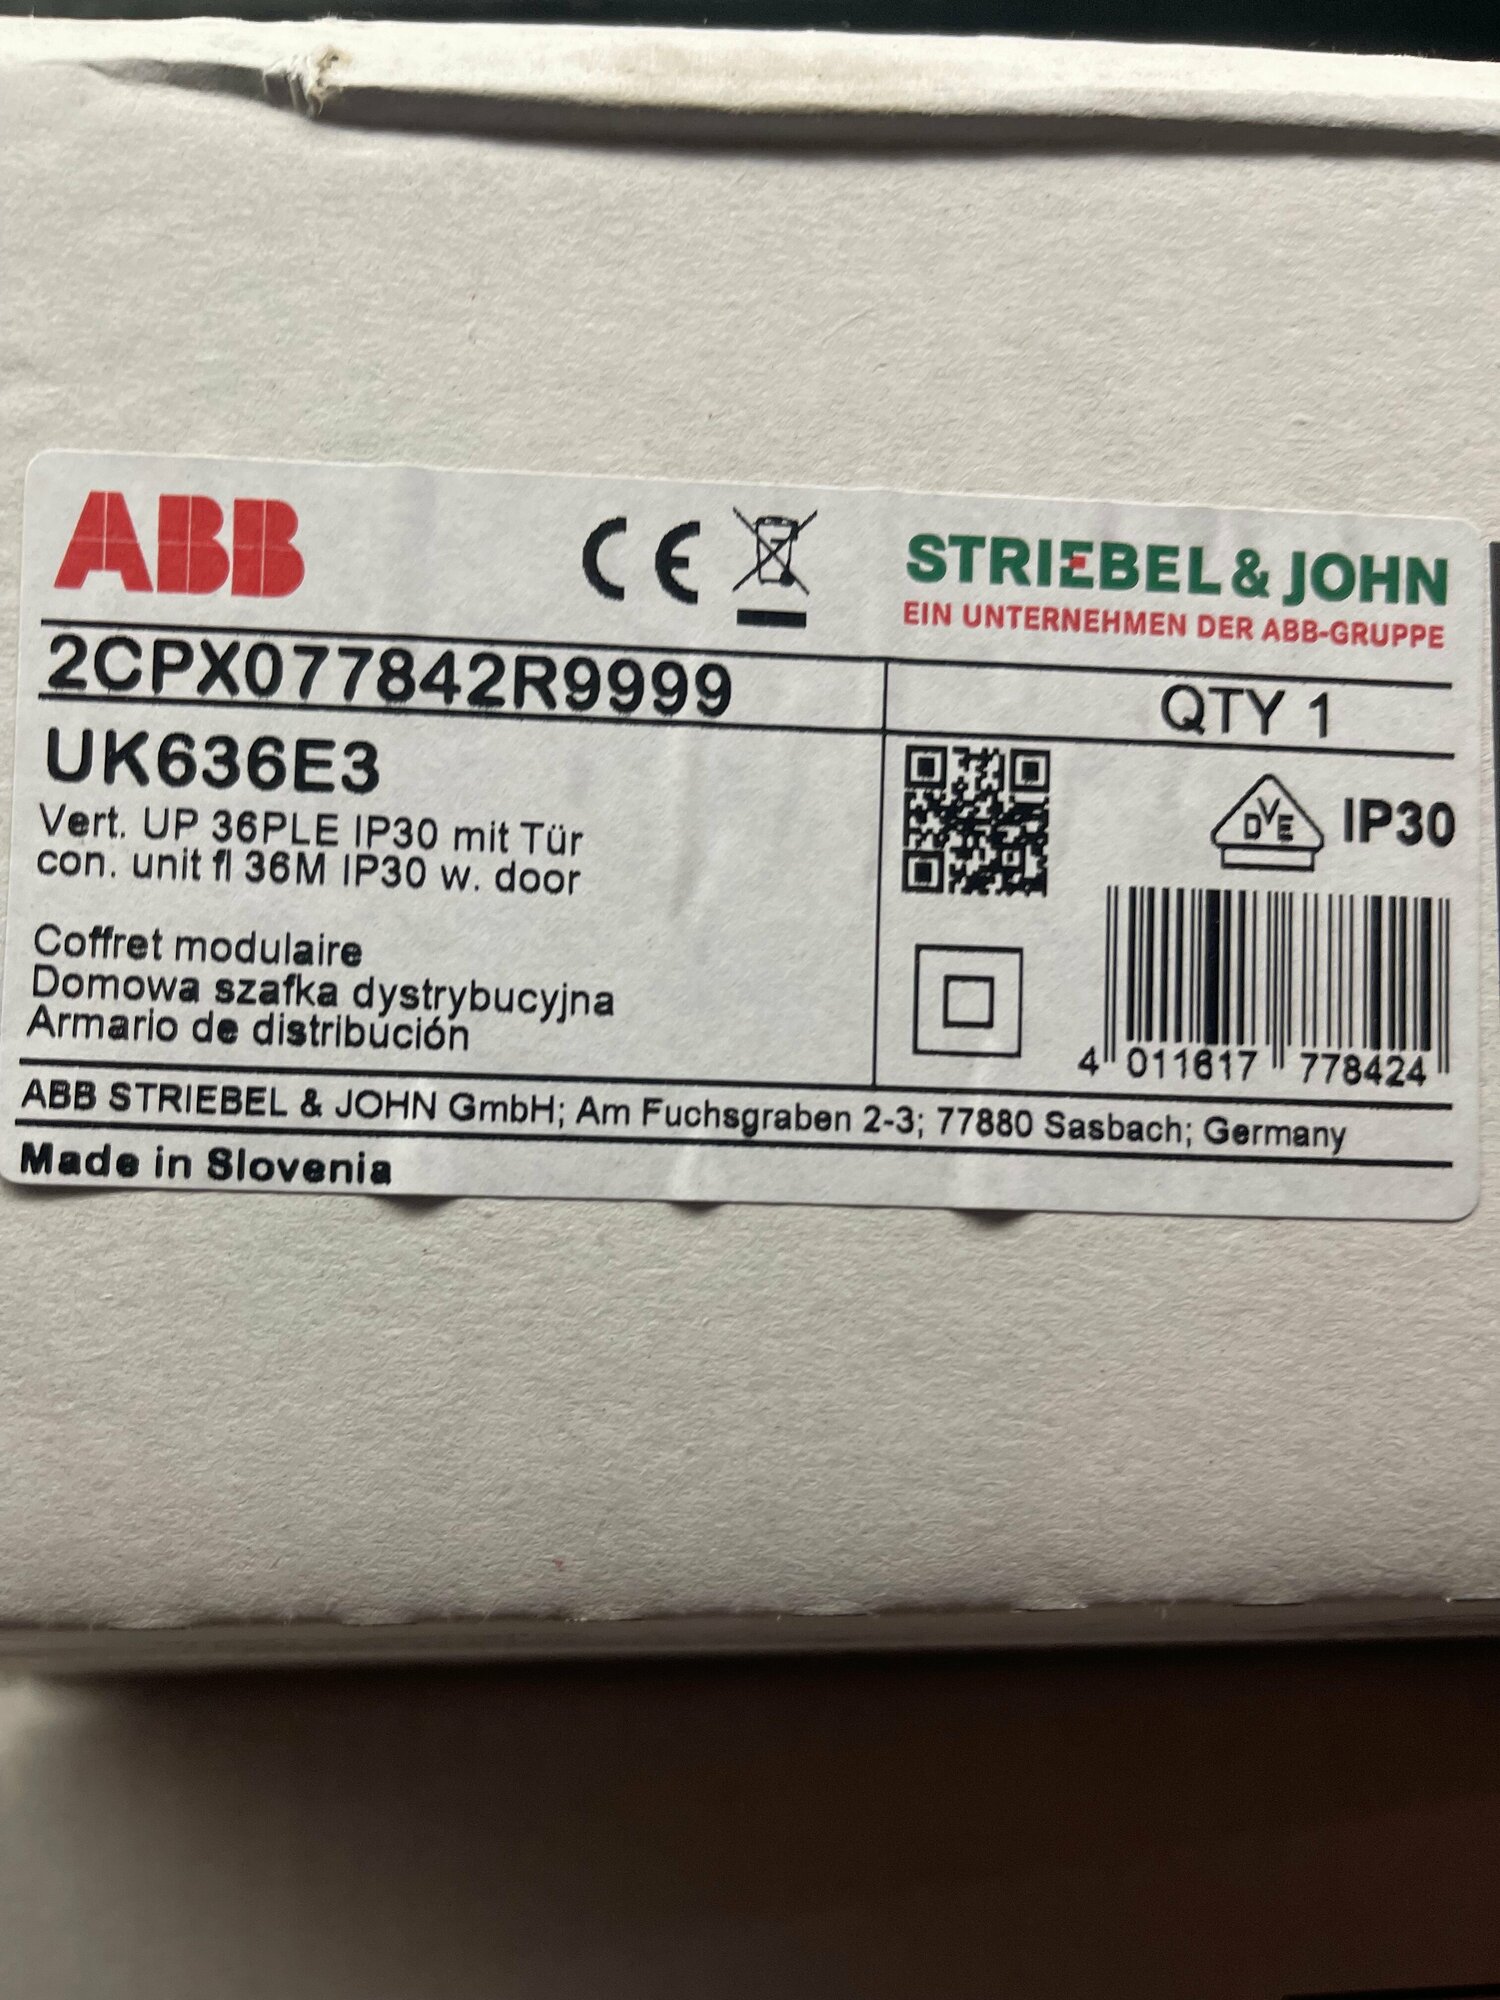 ABB
CE
STRIEBEL & JOHN
EIN UNTERNEHMEN DER ABB-GRUPPE
2CPX077842R9999
QTY 1
UK636E3
Vert. UP 36PLE IP30 mit Tür
con. unit fl 36M IP30 w. door
DVE
IP30
Coffret modulaire
Domowa szafka dystrybucyjna
Armario de distribución
4 011617 778424
ABB STRIEBEL & JOHN GmbH; Am Fuchsgraben 2-3; 77880 Sasbach; Germany
Made in Slovenia